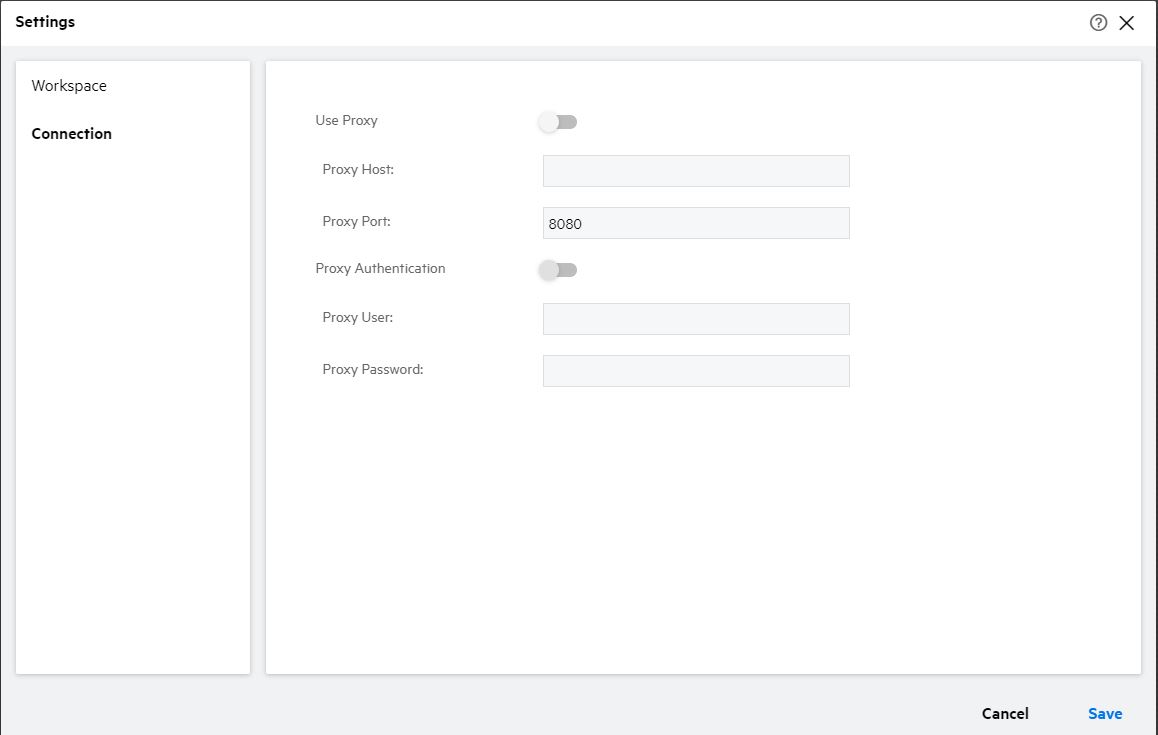 Settings
Workspace
Connection
Use Proxy
Proxy Host:
Proxy Port:
8080
Proxy Authentication
Proxy User:
Proxy Password:
Cancel
Save